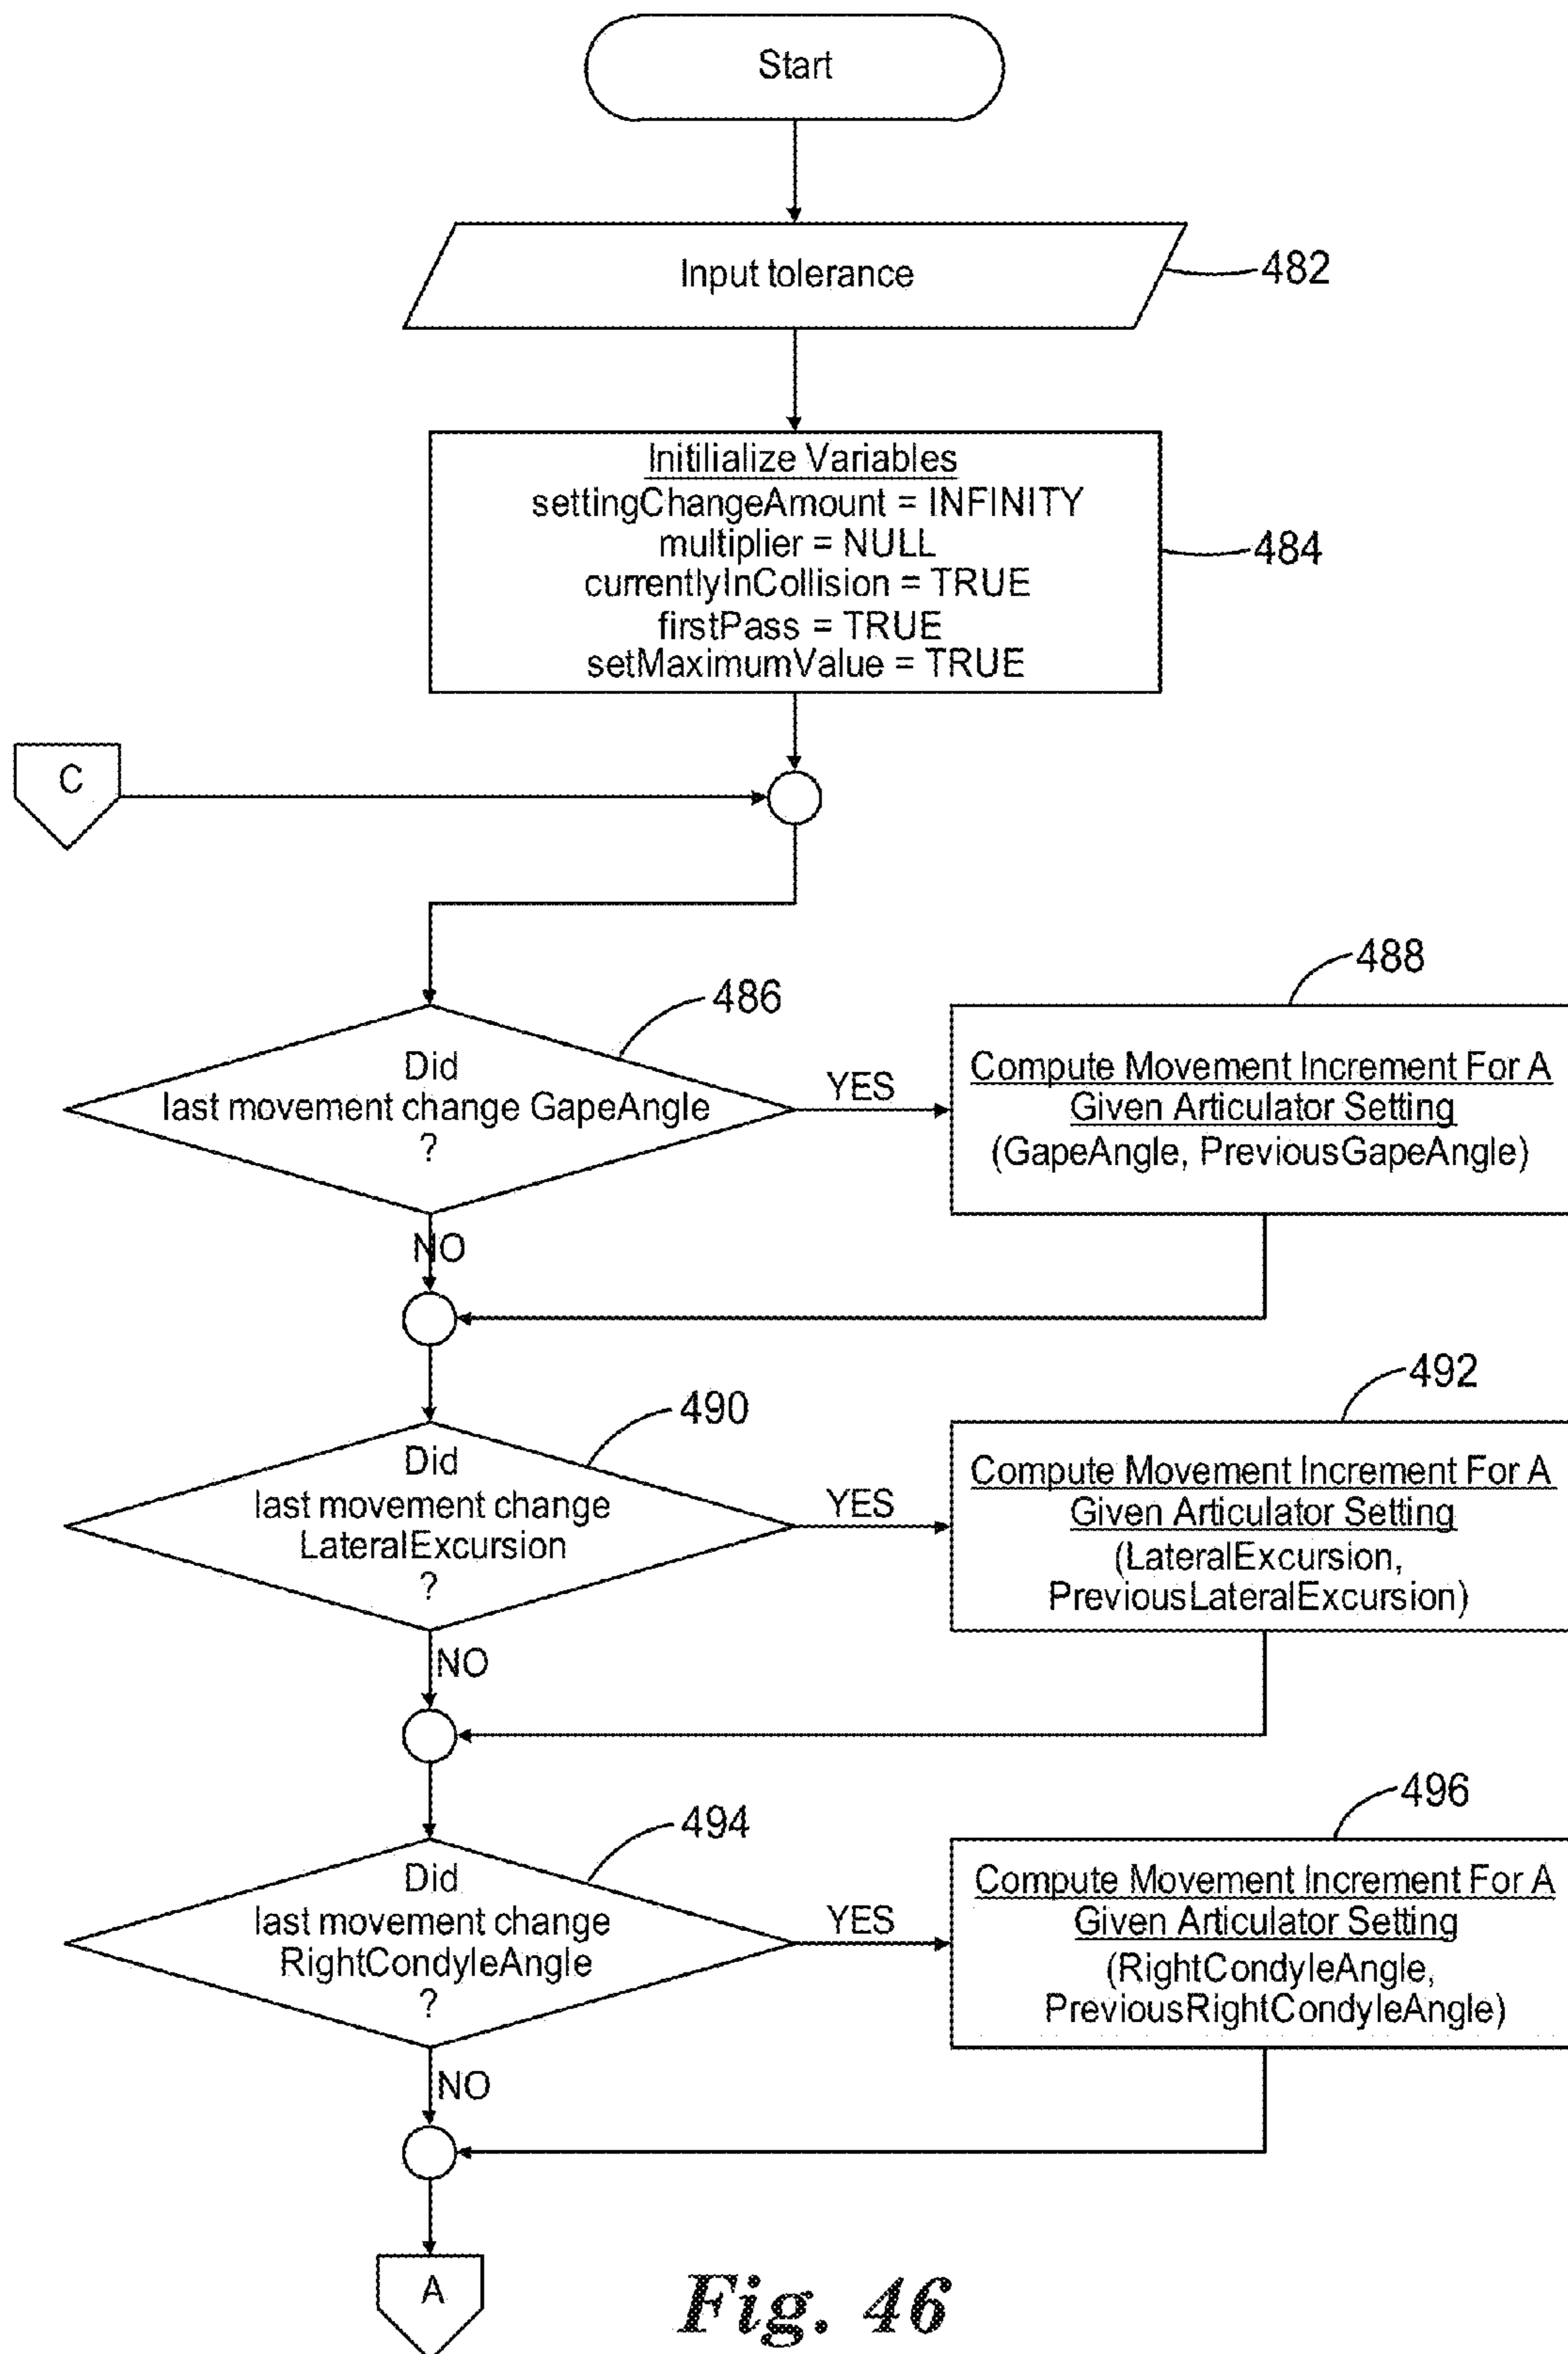 Start
Input tolerance
482
Initilialize Variables
settingChangeAmount = INFINITY
multiplier = NULL
currentlyInCollision = TRUE
firstPass = TRUE
setMaximumValue = TRUE
484
C
486
Did
last movement change GapeAngle
?
YES
NO
488
Compute Movement Increment For A
Given Articulator Setting
(GapeAngle, PreviousGapeAngle)
490
Did
last movement change
LateralExcursion
?
YES
NO
492
Compute Movement Increment For A
Given Articulator Setting
(LateralExcursion,
PreviousLateralExcursion)
494
Did
last movement change
RightCondyleAngle
?
YES
NO
496
Compute Movement Increment For A
Given Articulator Setting
(RightCondyleAngle,
PreviousRightCondyleAngle)
A
Fig. 46